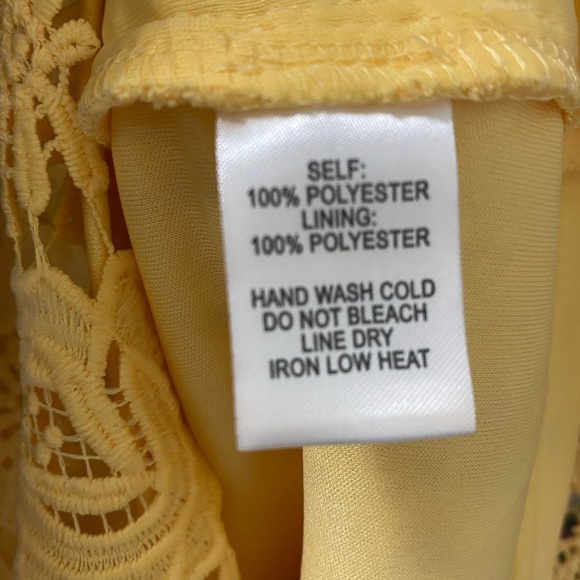 SELF:
100% POLYESTER
LINING:
100% POLYESTER
HAND WASH COLD
DO NOT BLEACH
LINE DRY
IRON LOW HEAT